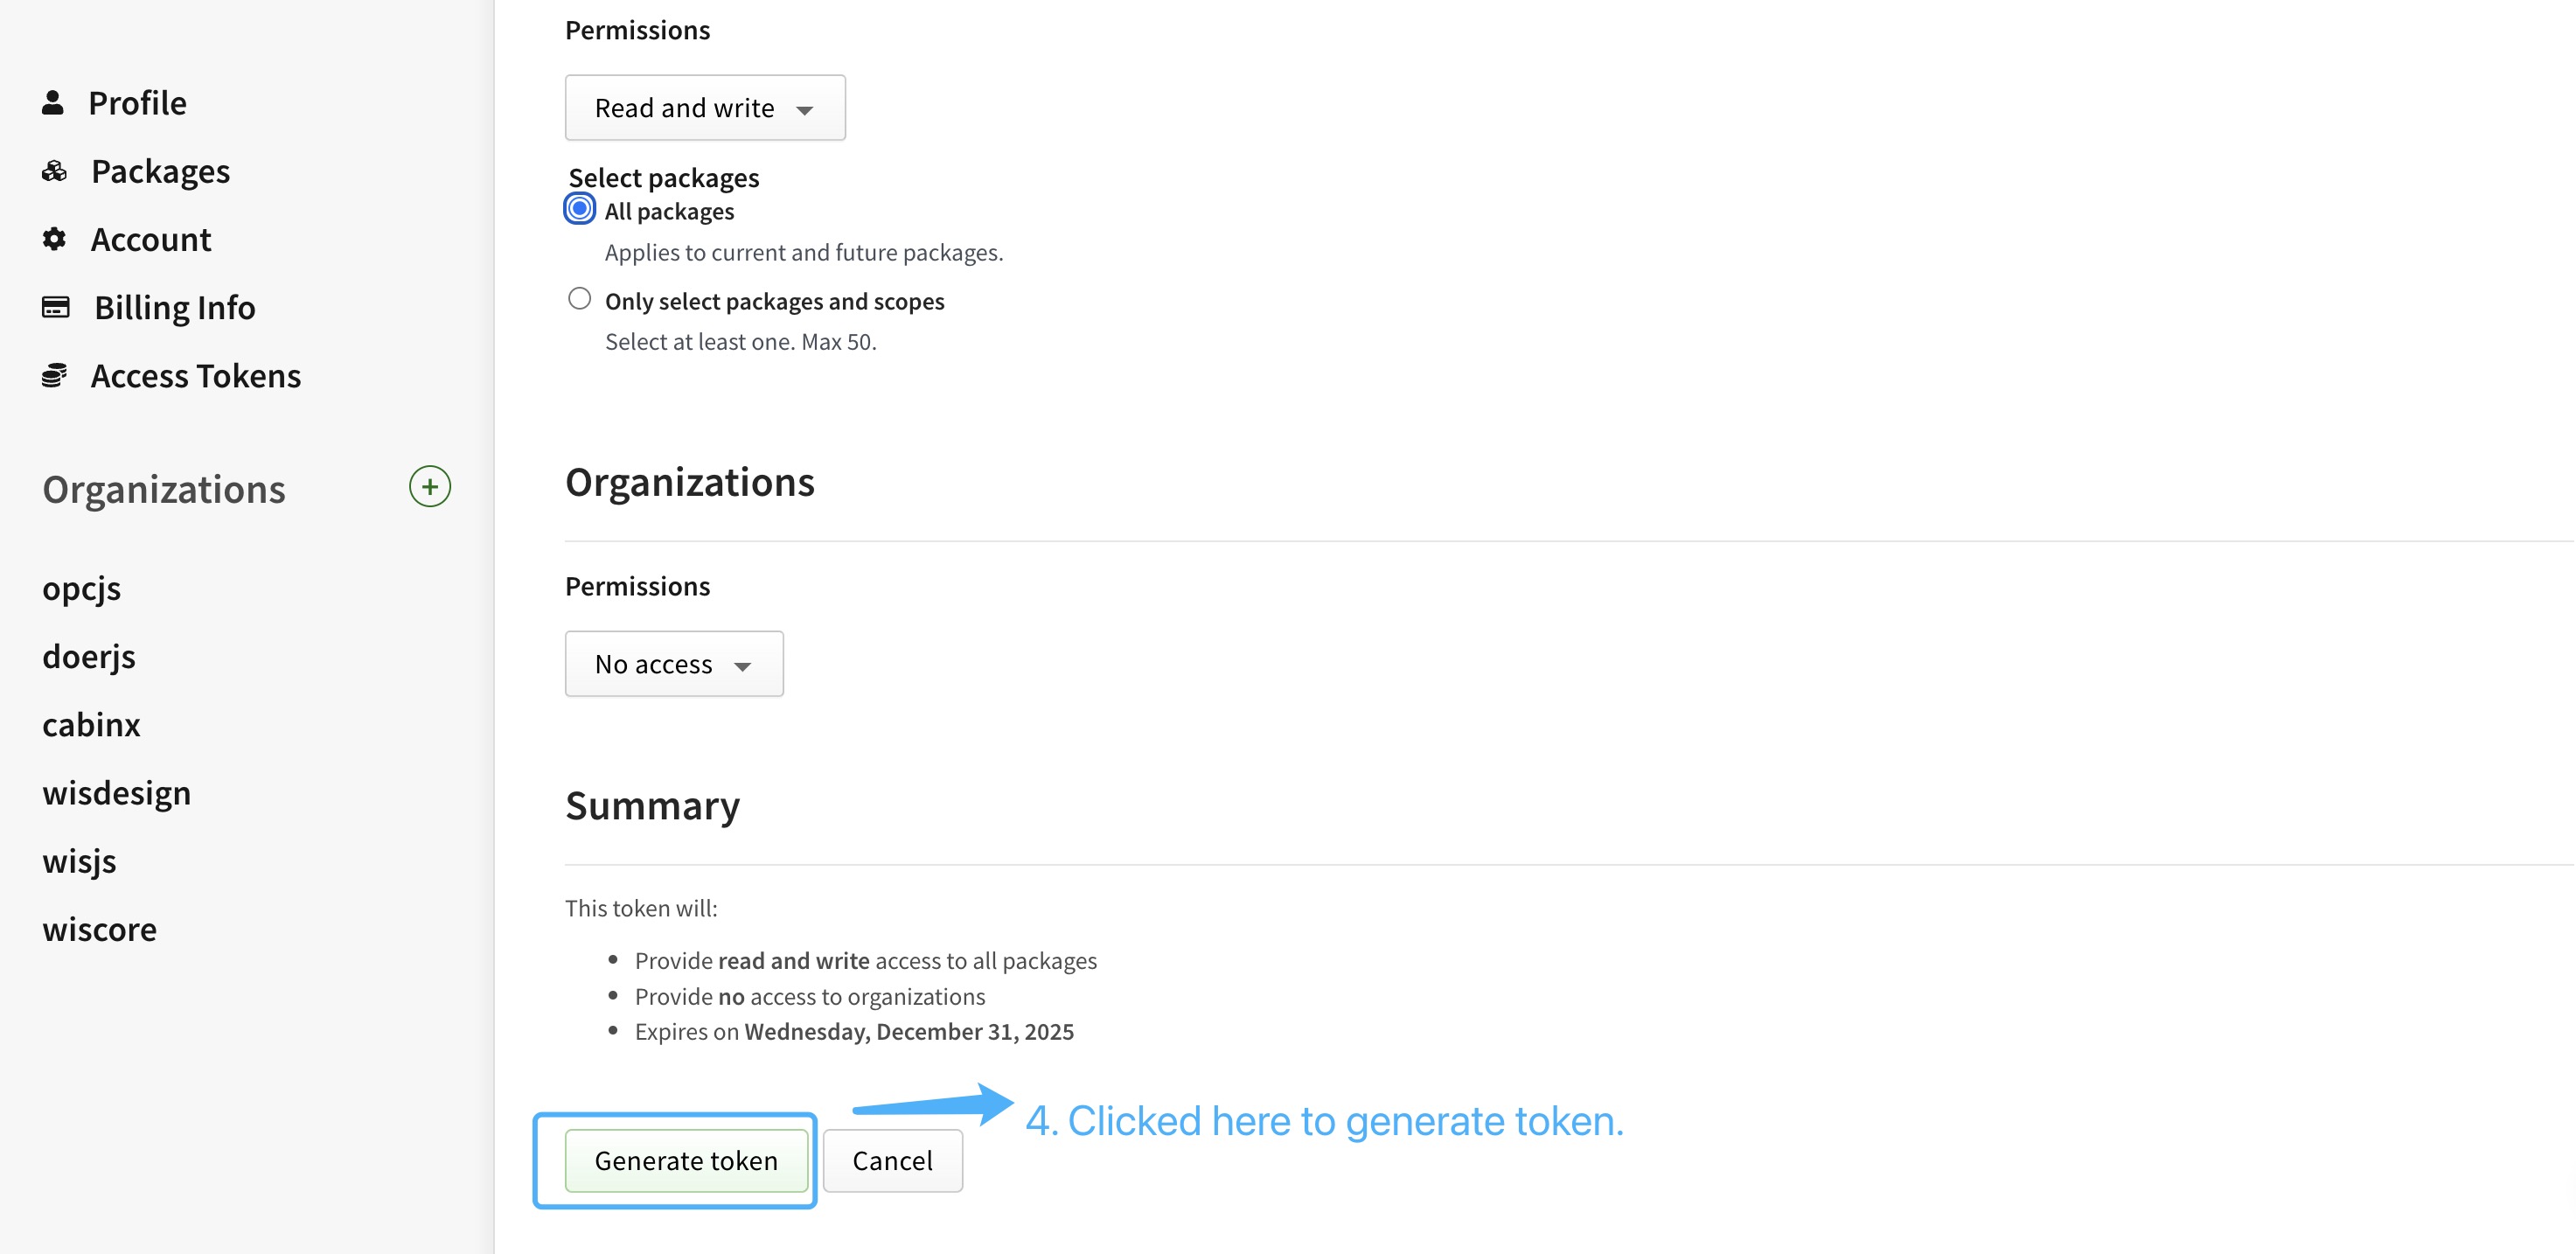 Profile
Packages
Account
Billing Info
Access Tokens
Organizations
opcjs
doerjs
cabinx
wisdesign
wisjs
wiscore
Permissions
Read and write
Select packages
All packages
Applies to current and future packages.
Only select packages and scopes
Select at least one. Max 50.
Organizations
Permissions
No access
Summary
This token will:
Provide read and write access to all packages
Provide no access to organizations
Expires on Wednesday, December 31, 2025
4. Clicked here to generate token.
Generate token
Cancel